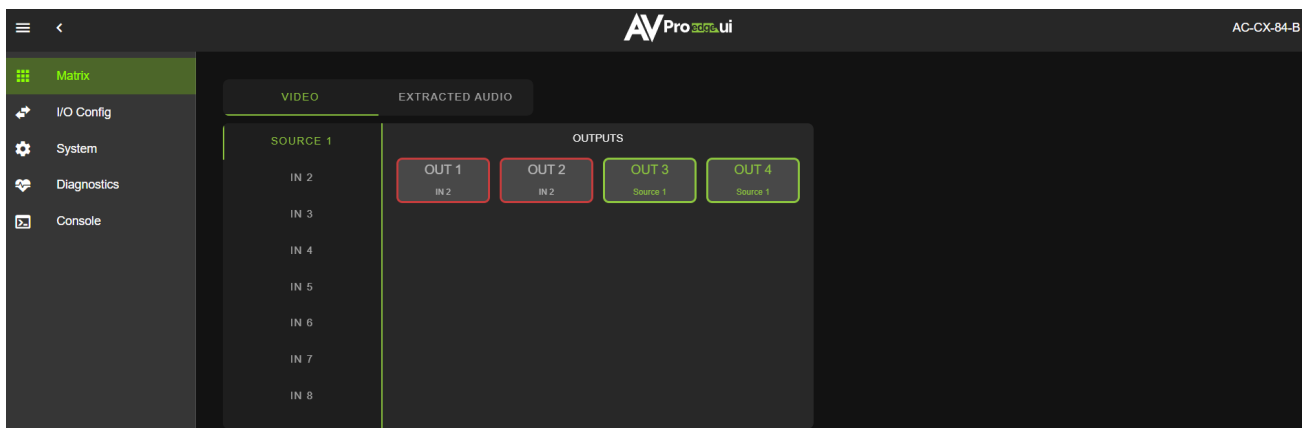 AVPro edge.ui
AC-CX-84-B
Matrix
I/O Config
System
Diagnostics
Console
VIDEO
EXTRACTED AUDIO
SOURCE 1
IN 2
IN 3
IN 4
IN 5
IN 6
IN 7
IN 8
OUTPUTS
OUT 1
IN 2
OUT 2
IN 2
OUT 3
Source 1
OUT 4
Source 1